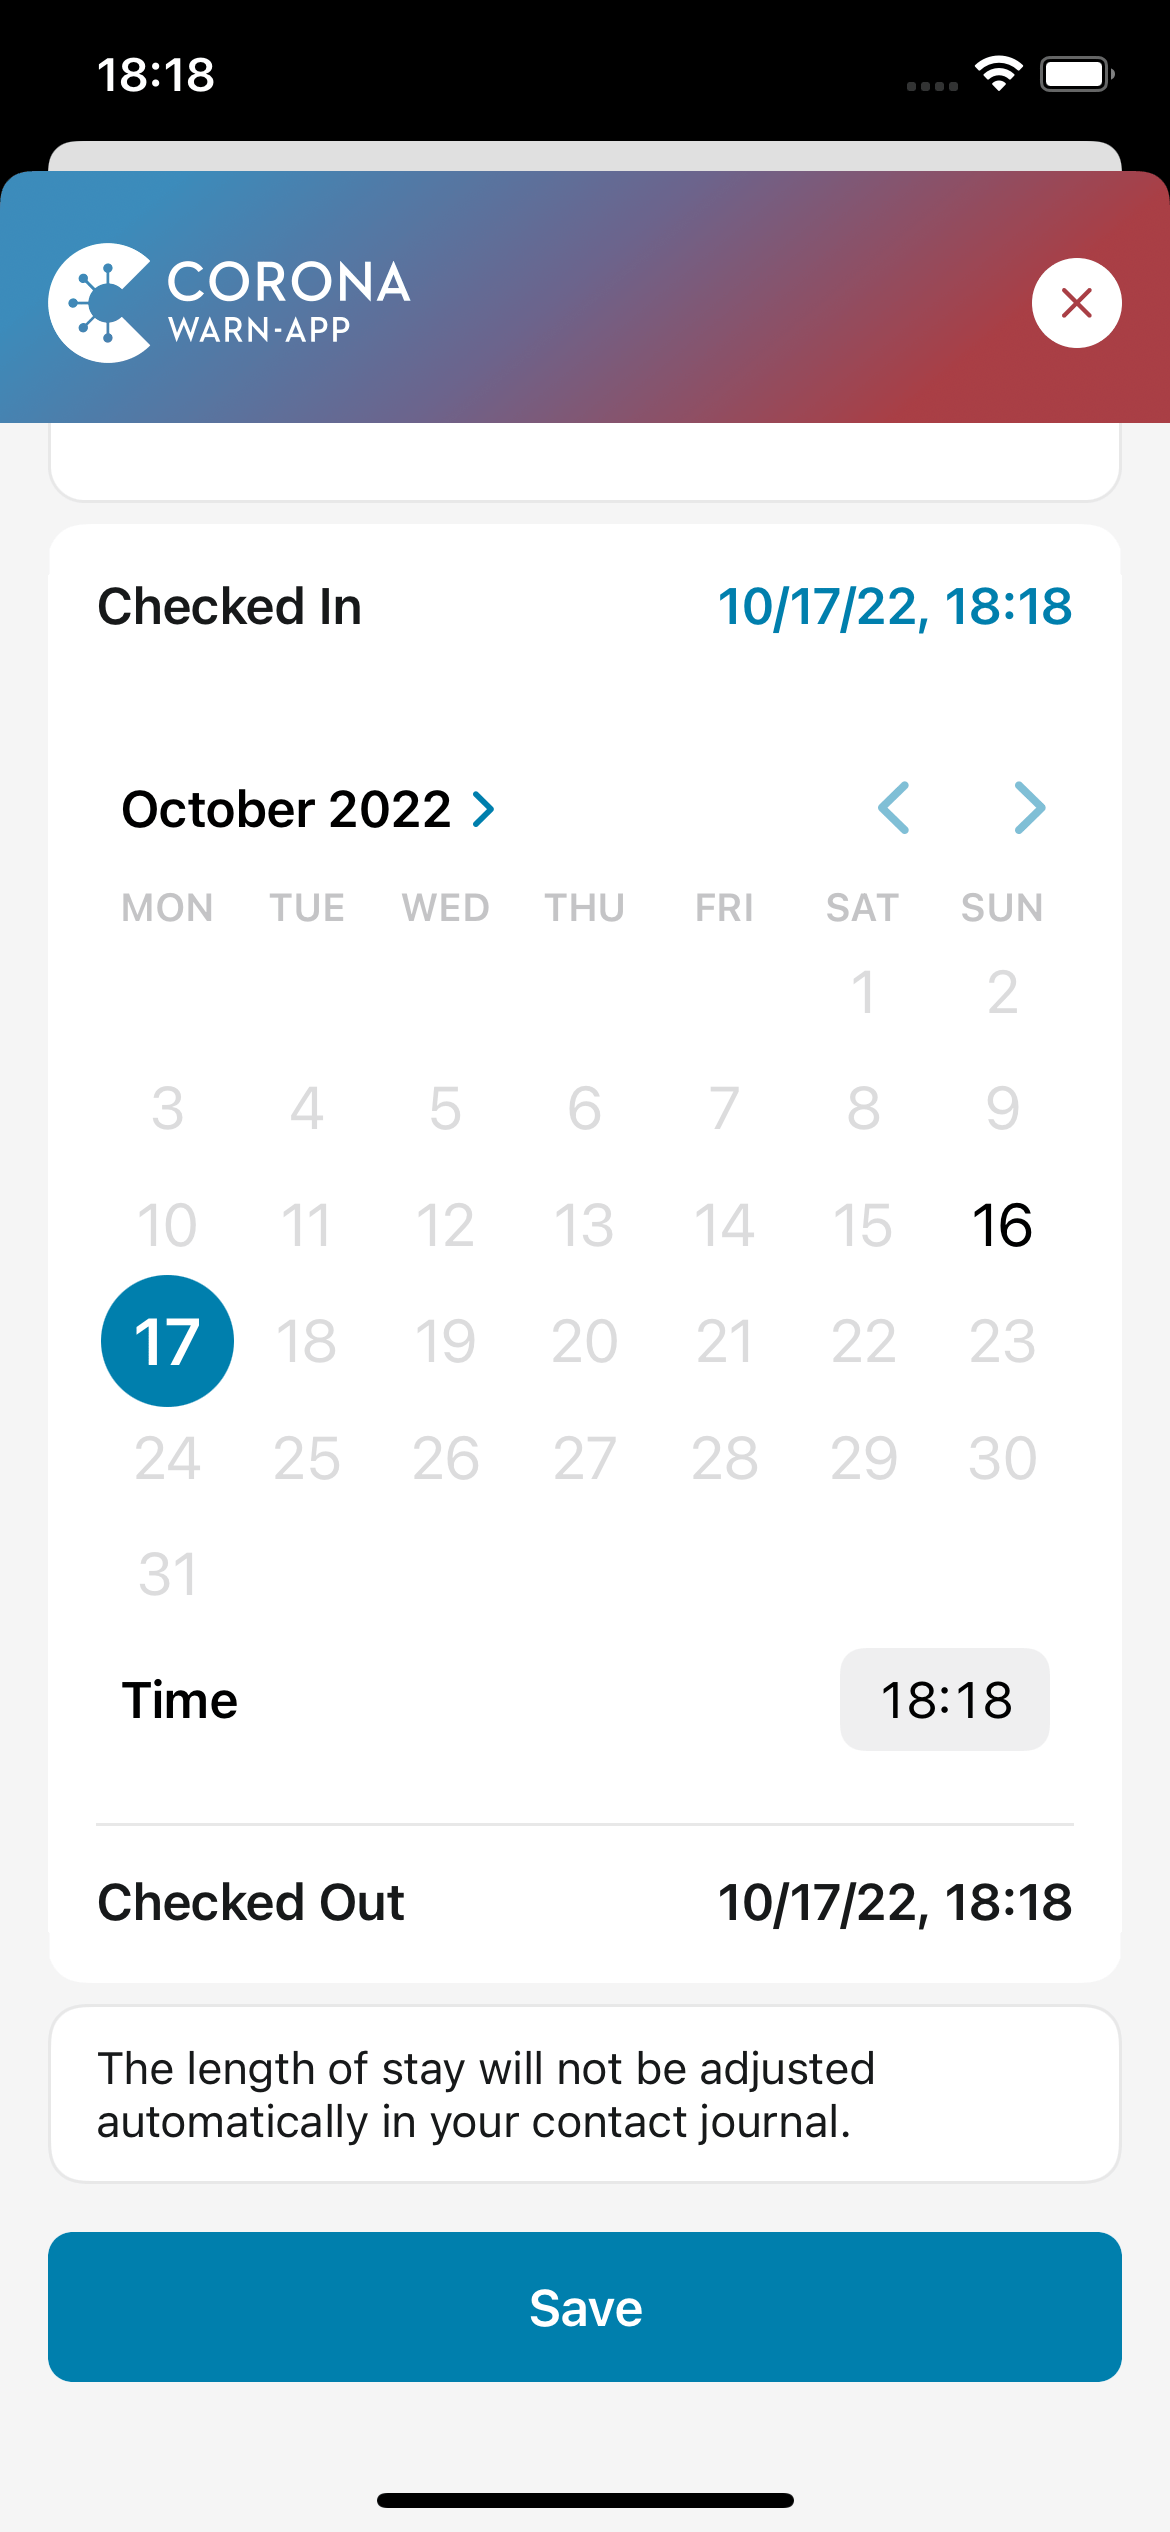 18:18
CORONA
WARN-APP
Checked In 10/17/22, 18:18
October 2022
MON TUE WED THU FRI SAT SUN
1 2
3 4 5 6 7 8 9
10 11 12 13 14 15 16
17 18 19 20 21 22 23
24 25 26 27 28 29 30
31
Time 18:18
Checked Out 10/17/22, 18:18
The length of stay will not be adjusted
automatically in your contact journal.
Save